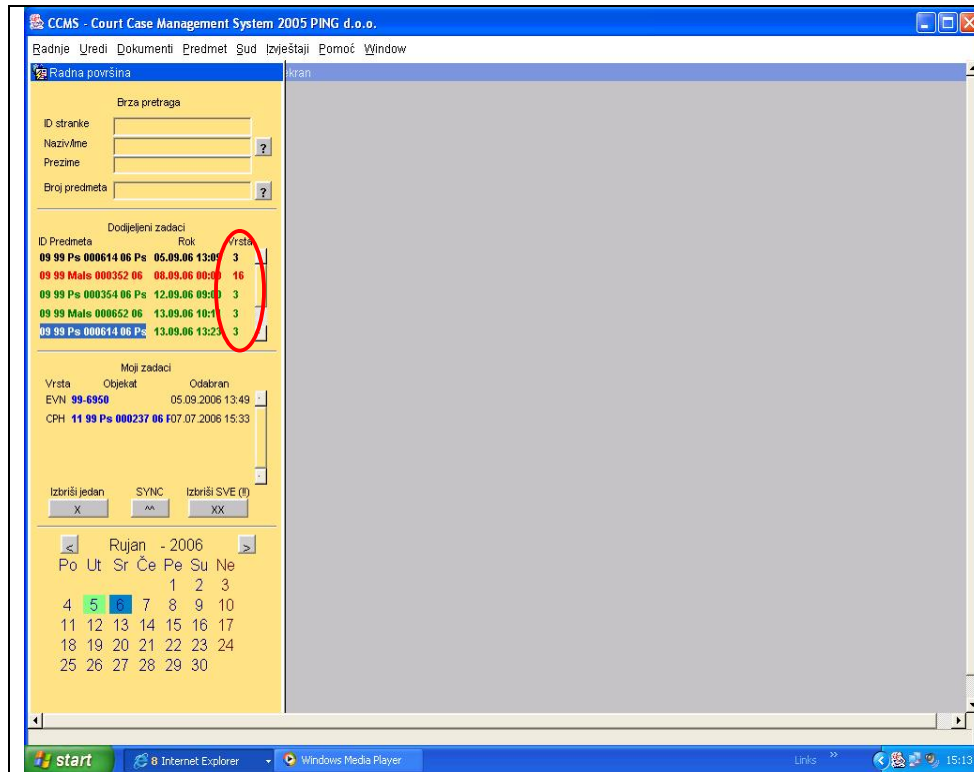 CCMS - Court Case Management System 2005 PING d.o.o.
Radnje Uredi Dokumenti Predmet Sud Izvještaji Pomoć Window
Radna površina
ekran
Brza pretraga
ID stranke
Naziv/Ime
?
Prezime
Broj predmeta
?
Dodijeljeni zadaci
ID Predmeta Rok Vrsta
09 99 Ps 000614 06 Ps 05.09.06 13:09 3
09 99 Mals 000352 06 08.09.06 00:00 16
09 99 Ps 000354 06 Ps 12.09.06 09:00 3
09 99 Mals 000652 06 13.09.06 3
09 99 Ps 000614 06 Ps 13.09.06 13:23 3
Moji zadaci
Vrsta Objekat Odabran
EVN 99-6950 05.09.2006 13:49
CPH 11 99 Ps 000237 06 F07.07.2006 15:33
Izbriši jedan SYNC Izbriši SVE (!!)
X ^^ XX
< Rujan - 2006 >
Po Ut Sr Če Pe Su Ne
1 2 3
4 5 6 7 8 9 10
11 12 13 14 15 16 17
18 19 20 21 22 23 24
25 26 27 28 29 30
start 8 Internet Explorer Windows Media Player Links » 15:13